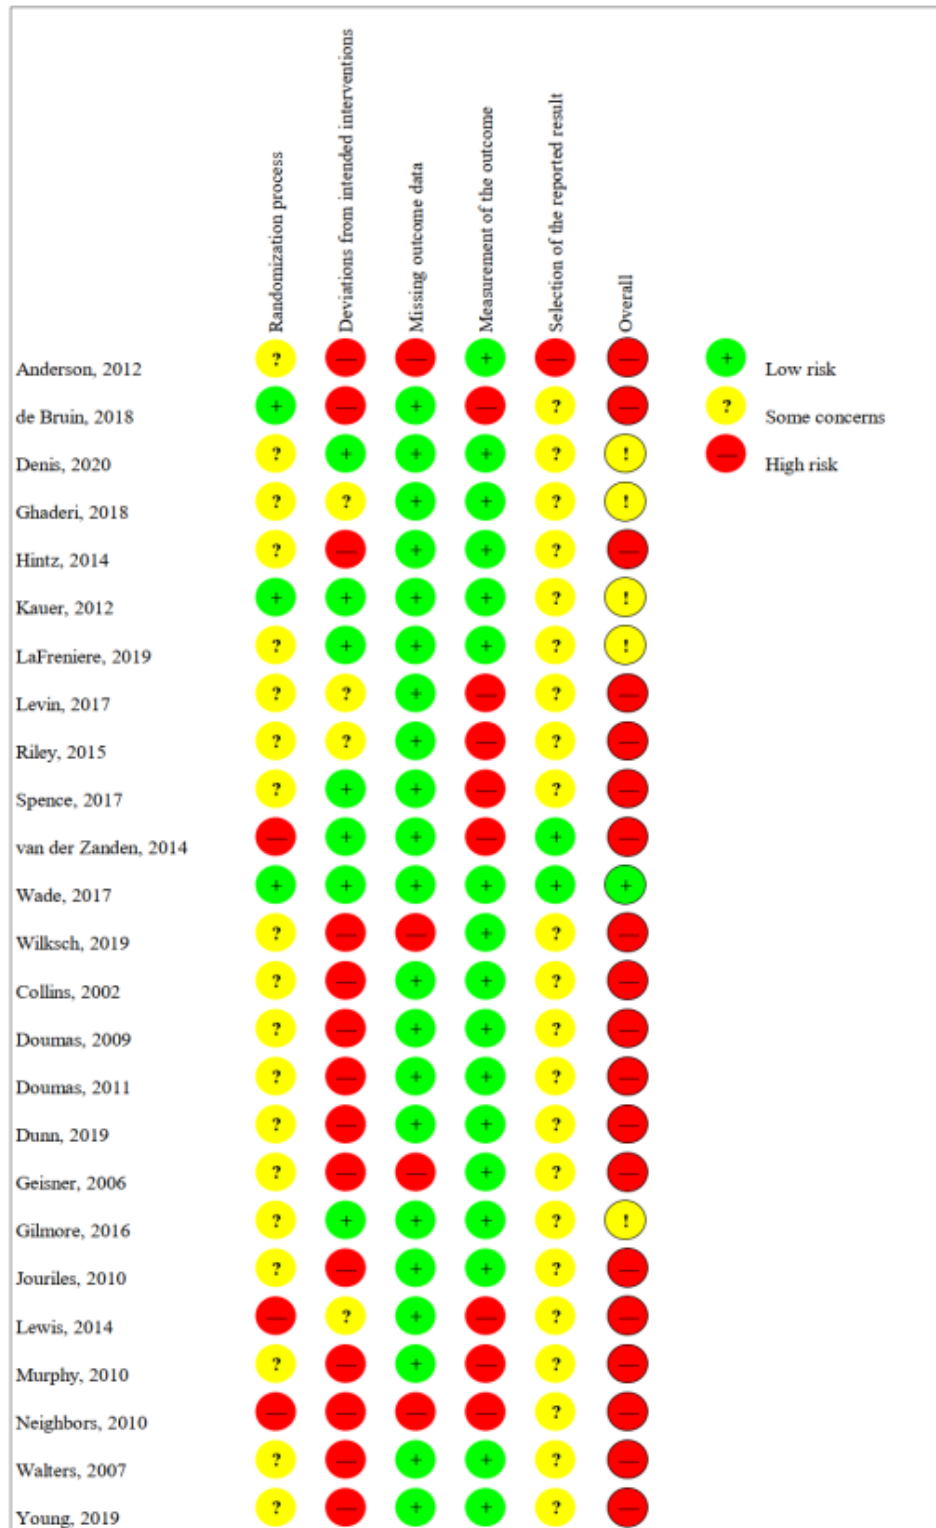 Randomization process
Deviations from intended interventions
Missing outcome data
Measurement of the outcome
Selection of the reported result
Overall
Anderson, 2012 ? — — + — —
de Bruin, 2018 + — + — ? —
Denis, 2020 ? + + + ? !
Ghaderi, 2018 ? ? + + ? !
Hintz, 2014 ? — + + ? —
Kauer, 2012 + + + + ? !
LaFreniere, 2019 ? + + + ? !
Levin, 2017 ? ? + — ? —
Riley, 2015 ? ? + — ? —
Spence, 2017 ? + + — ? —
van der Zanden, 2014 — + + — + —
Wade, 2017 + + + + + +
Wilksch, 2019 ? — — + ? —
Collins, 2002 ? — + + ? —
Doumas, 2009 ? — + + ? —
Doumas, 2011 ? — + + ? —
Dunn, 2019 ? — + + ? —
Geisner, 2006 ? — — + ? —
Gilmore, 2016 ? + + + ? !
Jouriles, 2010 ? — + + ? —
Lewis, 2014 — ? + — ? —
Murphy, 2010 ? — + — ? —
Neighbors, 2010 — — — — ? —
Walters, 2007 ? — + + ? —
Young, 2019 ? — + + ? —
+ Low risk
? Some concerns
— High risk